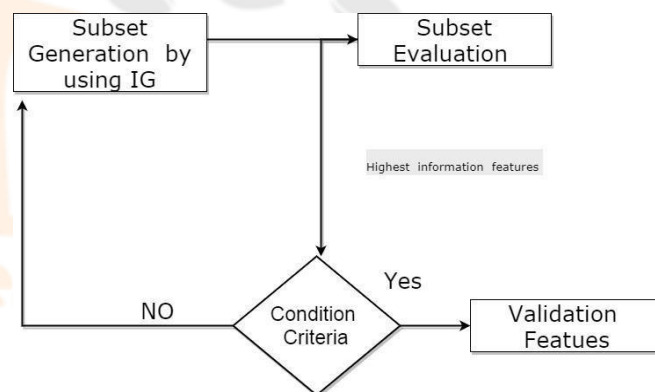 Subset
Generation by
using IG
Subset
Evaluation
Highest information features
Yes
NO
Condition
Criteria
Validation
Featues